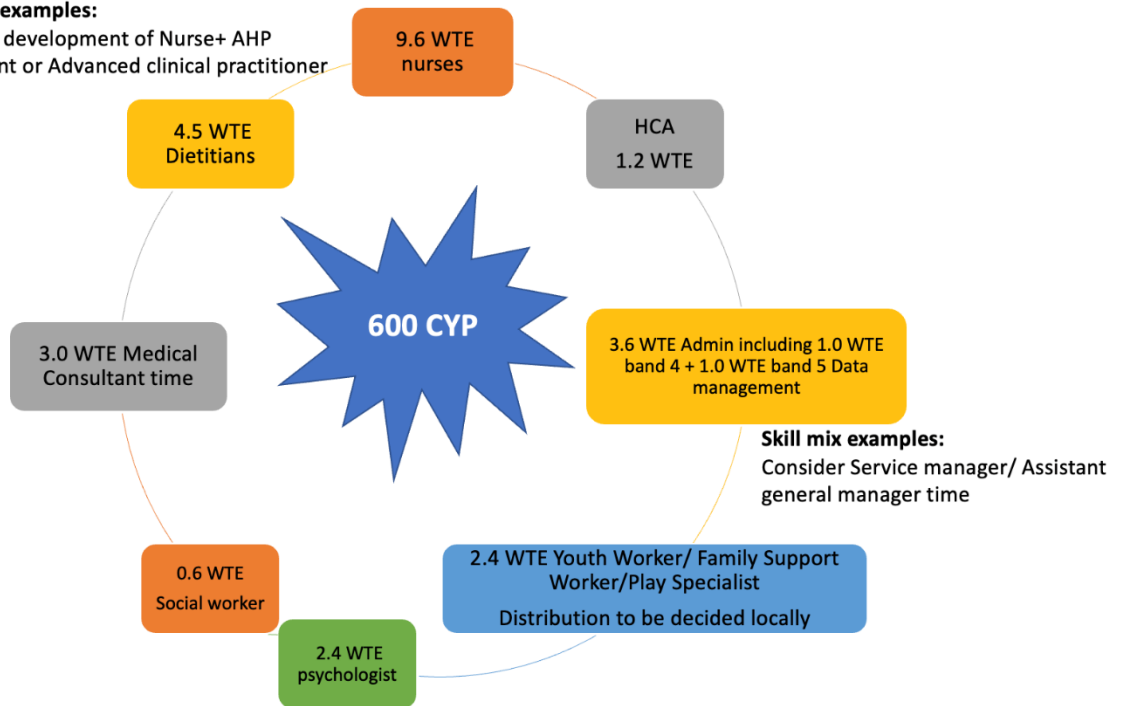 examples:
development of Nurse+ AHP
or Advanced clinical practitioner
9.6 WTE
nurses
4.5 WTE
Dietitians
HCA
1.2 WTE
600 CYP
3.0 WTE Medical
Consultant time
3.6 WTE Admin including 1.0 WTE
band 4 + 1.0 WTE band 5 Data
management
Skill mix examples:
Consider Service manager/ Assistant
general manager time
0.6 WTE
Social worker
2.4 WTE Youth Worker/ Family Support
Worker/Play Specialist
Distribution to be decided locally
2.4 WTE
psychologist